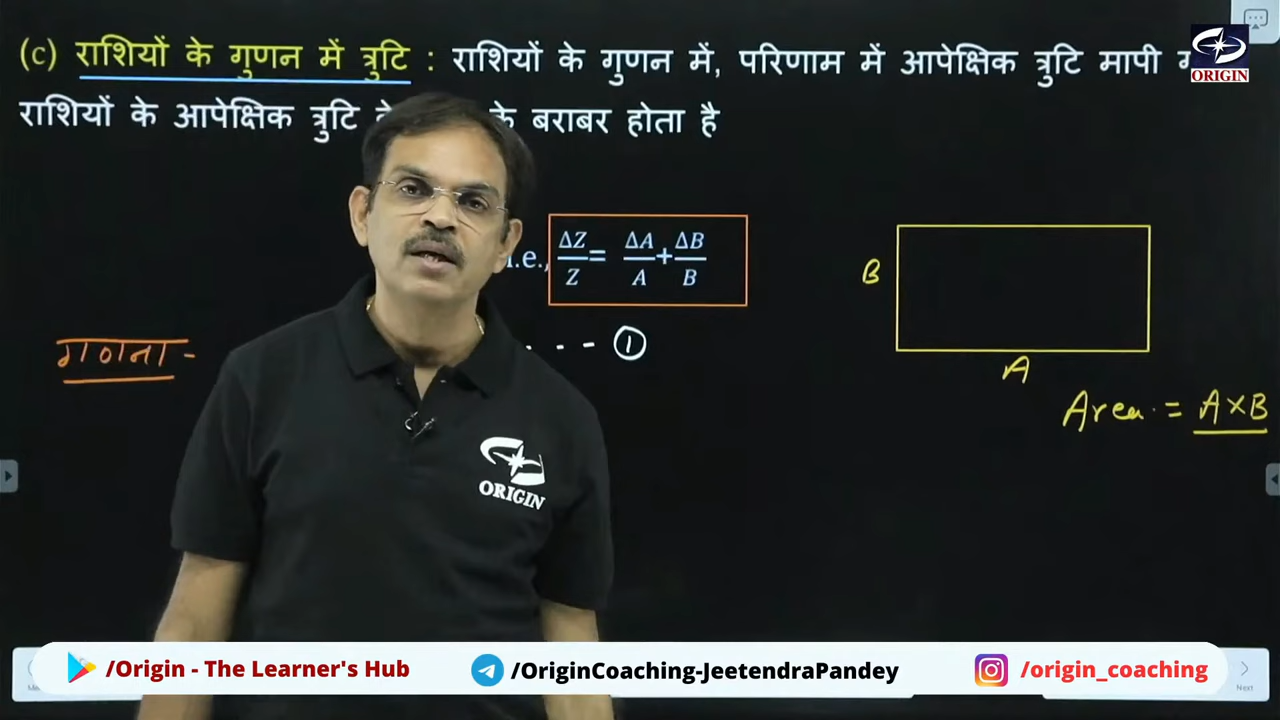 (c) राशियों के गुणन में त्रुटि : राशियों के गुणन में, परिणाम में आपेक्षिक त्रुटि मापी
ORIGIN
राशियों के आपेक्षिक त्रुटि के बराबर होता है
i.e., ΔZ/Z = ΔA/A + ΔB/B
B
गणना -
- - - ①
A
Area = A×B
ORIGIN
/Origin - The Learner's Hub
/OriginCoaching-JeetendraPandey
/origin_coaching
Next